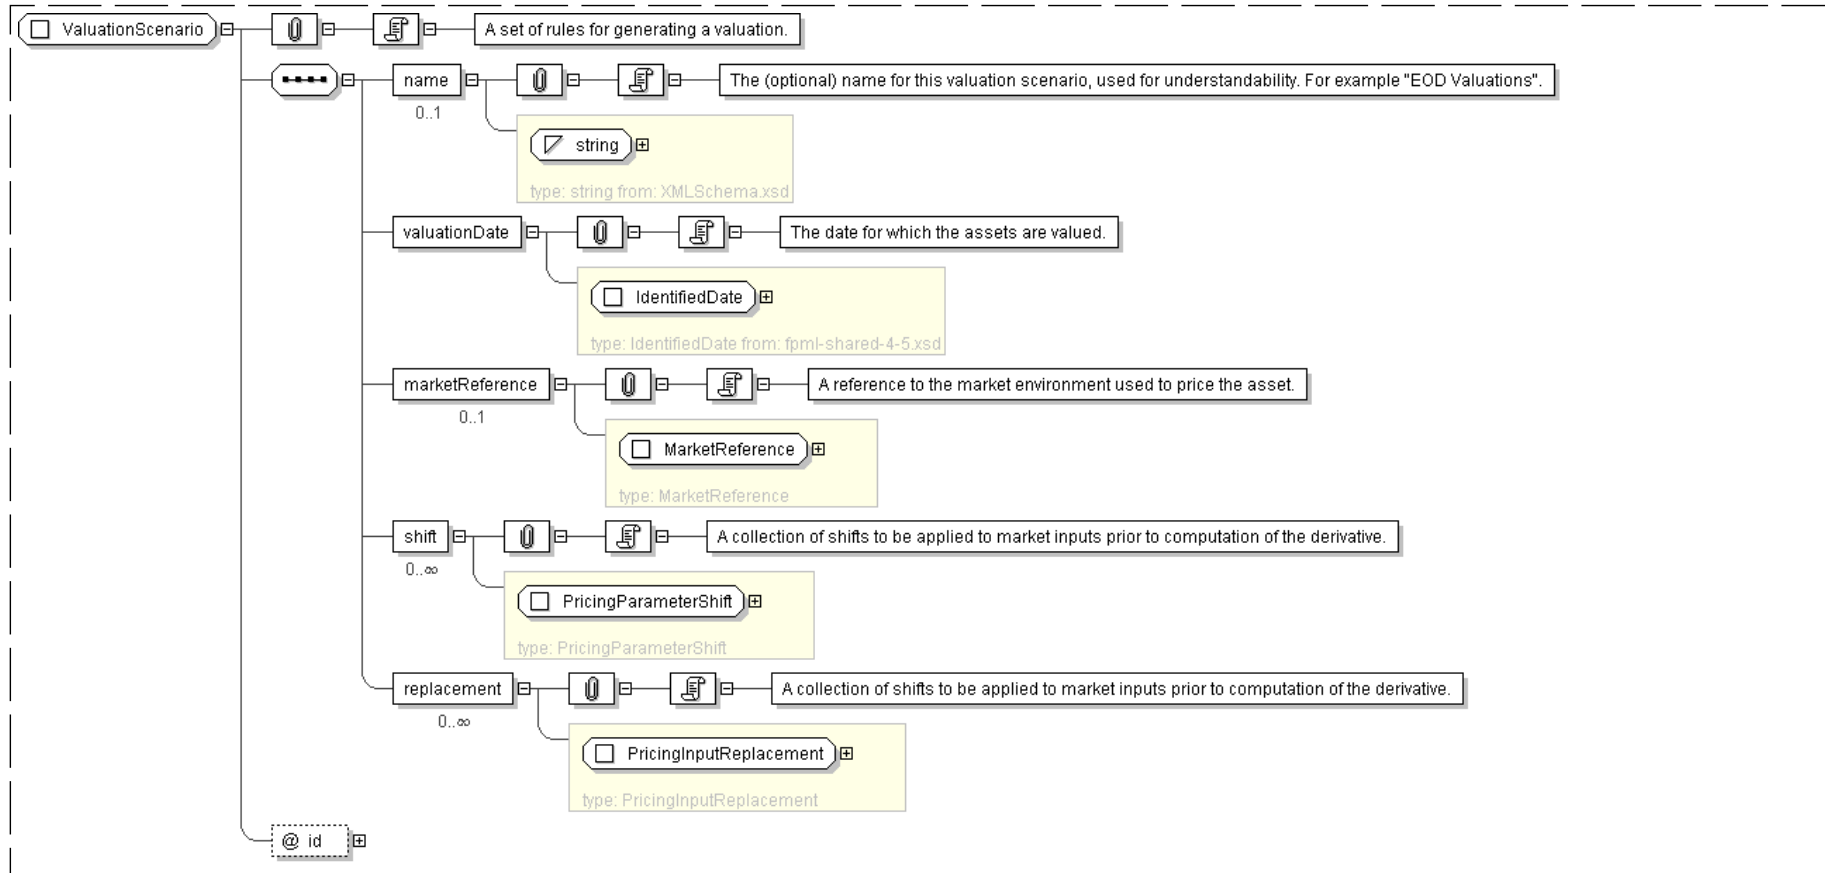 ValuationScenario
A set of rules for generating a valuation.
name
The (optional) name for this valuation scenario, used for understandability. For example "EOD Valuations".
0..1
string
type: string from: XMLSchema.xsd
valuationDate
The date for which the assets are valued.
IdentifiedDate
type: IdentifiedDate from: fpml-shared-4-5.xsd
marketReference
A reference to the market environment used to price the asset.
0..1
MarketReference
type: MarketReference
shift
A collection of shifts to be applied to market inputs prior to computation of the derivative.
0..∞
PricingParameterShift
type: PricingParameterShift
replacement
A collection of shifts to be applied to market inputs prior to computation of the derivative.
0..∞
PricingInputReplacement
type: PricingInputReplacement
@ id